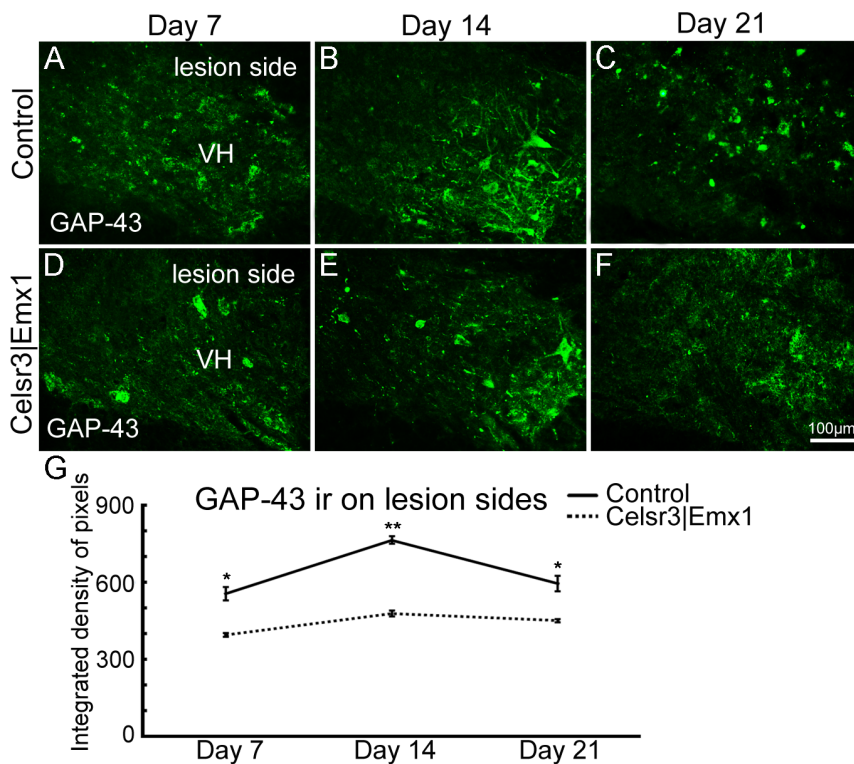 Day 7
Day 14
Day 21
Control
A
lesion side
VH
GAP-43
B
C
Celsr3|Emx1
D
lesion side
VH
GAP-43
E
F
100µm
G
GAP-43 ir on lesion sides
Control
Celsr3|Emx1
Integrated density of pixels
900
600
300
0
*
**
*
Day 7
Day 14
Day 21